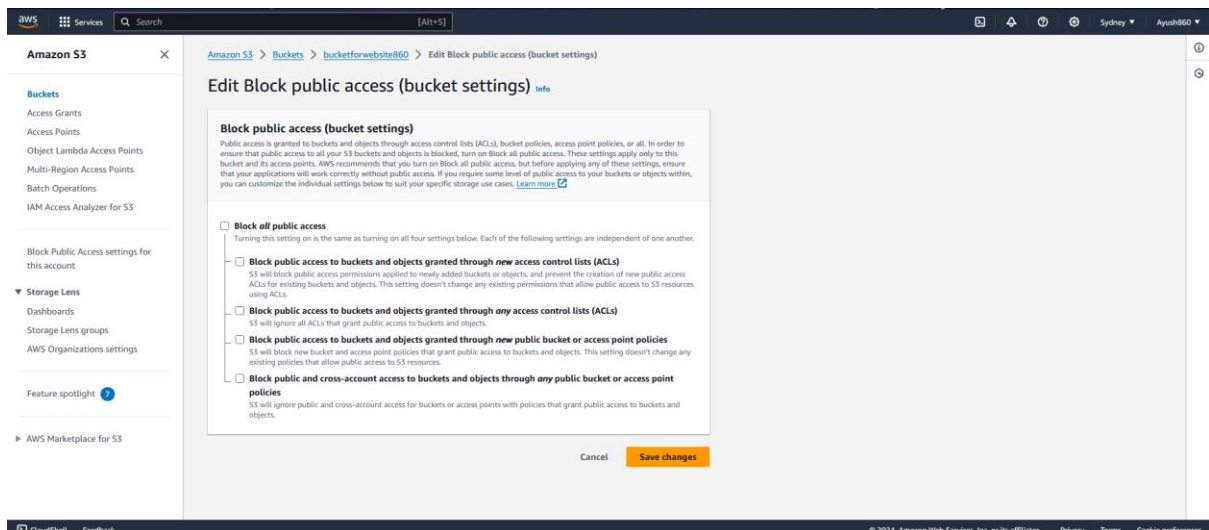 aws
Services
Search
[Alt+S]
Sydney ▼
Ayush860 ▼
Amazon S3
Buckets
Access Grants
Access Points
Object Lambda Access Points
Multi-Region Access Points
Batch Operations
IAM Access Analyzer for S3
Block Public Access settings for
this account
▼ Storage Lens
Dashboards
Storage Lens groups
AWS Organizations settings
Feature spotlight 7
▶ AWS Marketplace for S3
Amazon S3 > Buckets > bucketforwebsite860 > Edit Block public access (bucket settings)
Edit Block public access (bucket settings) Info
Block public access (bucket settings)
Public access is granted to buckets and objects through access control lists (ACLs), bucket policies, access point policies, or all. In order to
ensure that public access to all your S3 buckets and objects is blocked, turn on Block all public access. These settings apply only to this
bucket and its access points. AWS recommends that you turn on Block all public access, but before applying any of these settings, ensure
that your applications will work correctly without public access. If you require some level of public access to your buckets or objects within,
you can customize the individual settings below to suit your specific storage use cases. Learn more
Block all public access
Turning this setting on is the same as turning on all four settings below. Each of the following settings are independent of one another.
Block public access to buckets and objects granted through new access control lists (ACLs)
S3 will block public access permissions applied to newly added buckets or objects, and prevent the creation of new public access
ACLs for existing buckets and objects. This setting doesn't change any existing permissions that allow public access to S3 resources
using ACLs.
Block public access to buckets and objects granted through any access control lists (ACLs)
S3 will ignore all ACLs that grant public access to buckets and objects.
Block public access to buckets and objects granted through new public bucket or access point policies
S3 will block new bucket and access point policies that grant public access to buckets and objects. This setting doesn't change any
existing policies that allow public access to S3 resources.
Block public and cross-account access to buckets and objects through any public bucket or access point
policies
S3 will ignore public and cross-account access for buckets or access points with policies that grant public access to buckets and
objects.
Cancel
Save changes
CloudShell
Feedback
© 2024, Amazon Web Services, Inc. or its affiliates.
Privacy
Terms
Cookie preferences